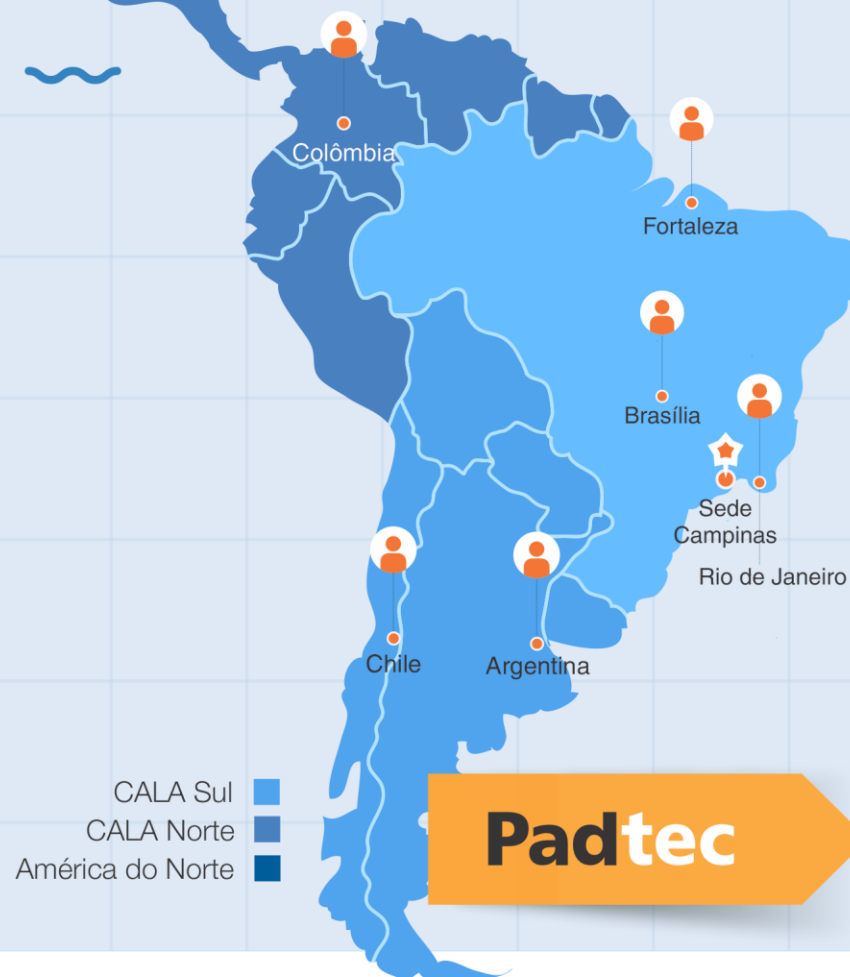 Colômbia
Fortaleza
Brasília
Sede
Campinas
Rio de Janeiro
Chile
Argentina
CALA Sul
CALA Norte
América do Norte
Padtec